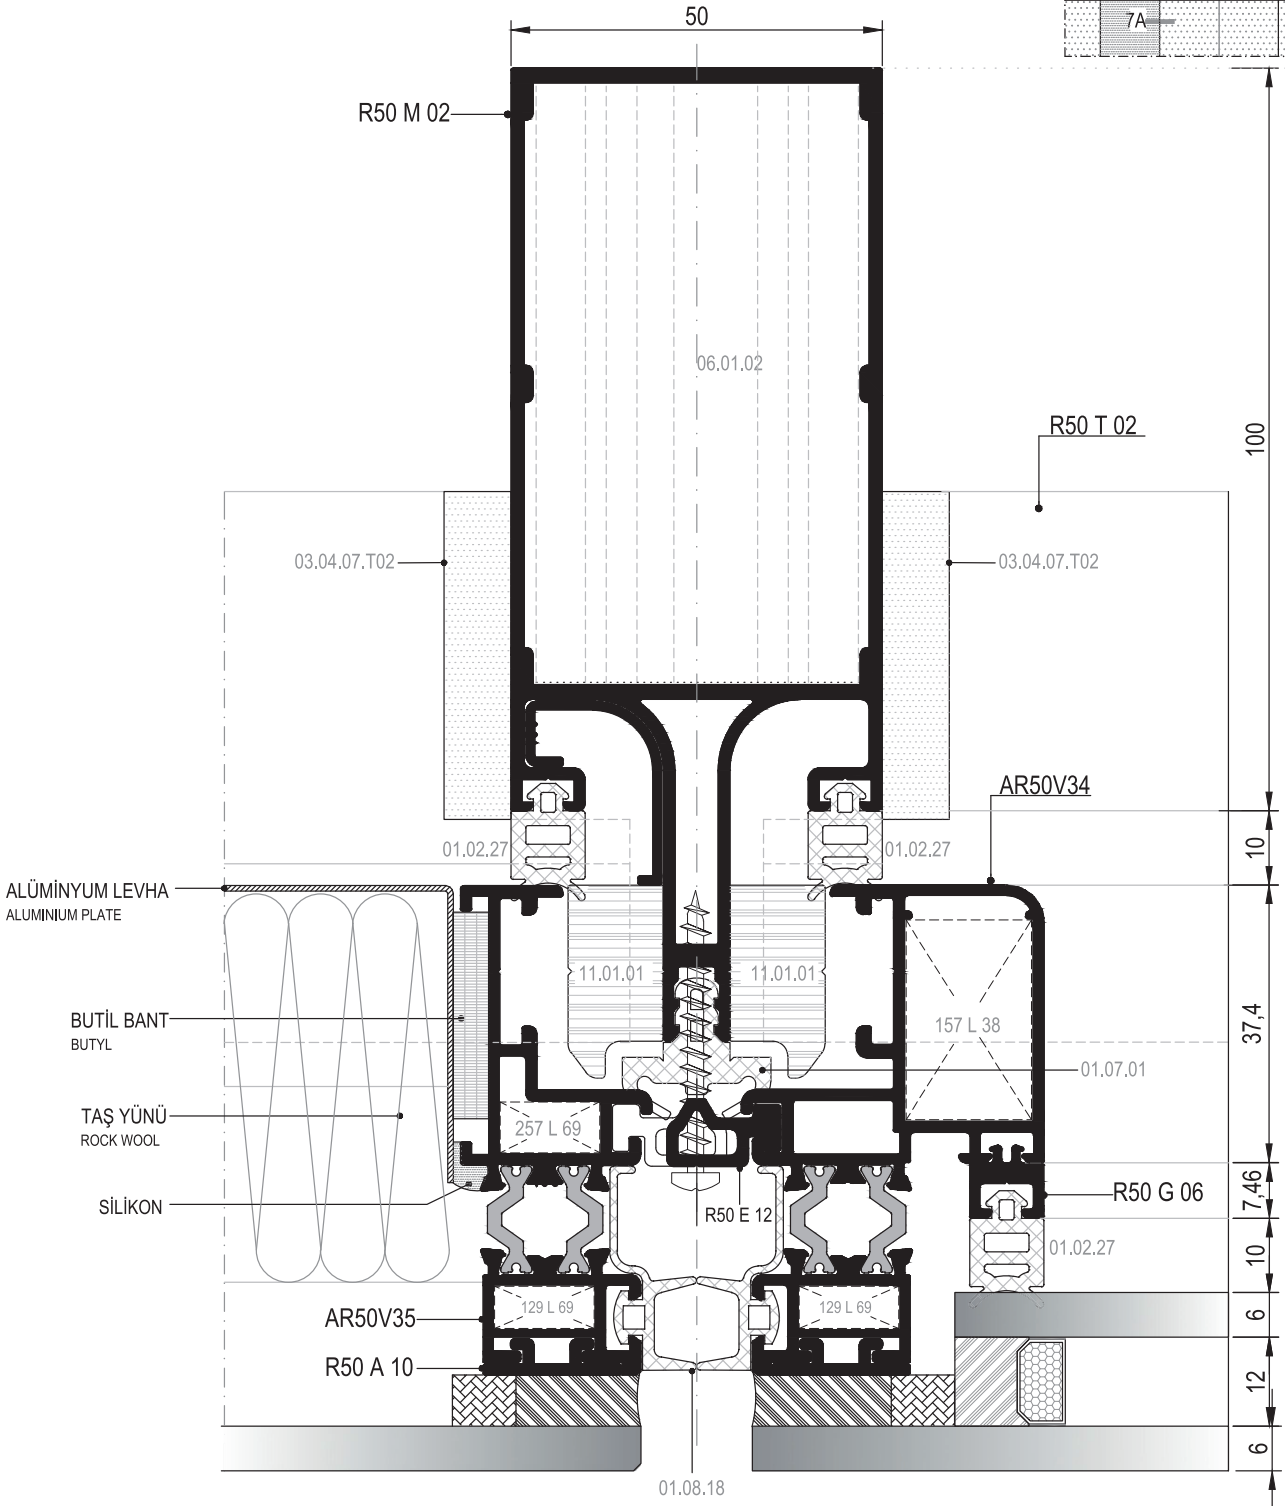 50
7A
R50 M 02
06.01.02
R50 T 02
100
03.04.07.T02
03.04.07.T02
AR50V34
01.02.27
01.02.27
10
ALÜMİNYUM LEVHA
ALUMINIUM PLATE
11.01.01
11.01.01
BUTİL BANT
BUTYL
157 L 38
37,4
01.07.01
TAŞ YÜNÜ
ROCK WOOL
257 L 69
SİLİKON
R50 E 12
R50 G 06
7,46
01.02.27
10
AR50V35
129 L 69
129 L 69
6
R50 A 10
12
6
01.08.18